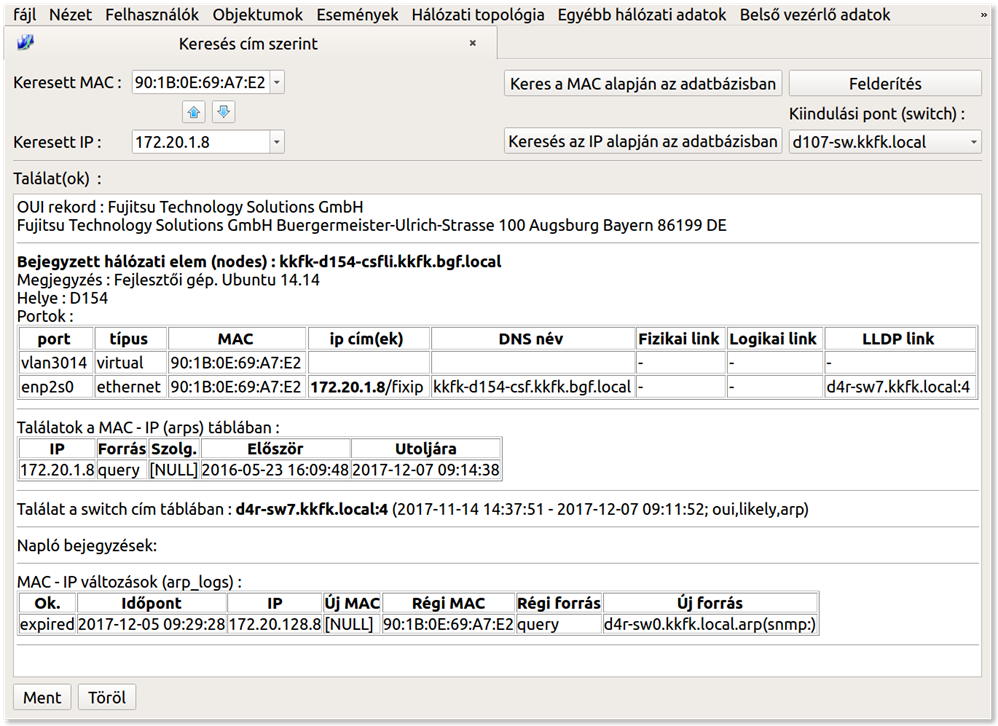 fájl Nézet Felhasználók Objektumok Események Hálózati topológia Egyébb hálózati adatok Belső vezérlő adatok »
Keresés cím szerint ×
Keresett MAC : 90:1B:0E:69:A7:E2 Keres a MAC alapján az adatbázisban Felderítés
Kiindulási pont (switch) :
Keresett IP : 172.20.1.8 Keresés az IP alapján az adatbázisban d107-sw.kkfk.local
Találat(ok) :
OUI rekord : Fujitsu Technology Solutions GmbH
Fujitsu Technology Solutions GmbH Buergermeister-Ulrich-Strasse 100 Augsburg Bayern 86199 DE
Bejegyzett hálózati elem (nodes) : kkfk-d154-csfli.kkfk.bgf.local
Megjegyzés : Fejlesztői gép. Ubuntu 14.14
Helye : D154
Portok :
port típus MAC ip cím(ek) DNS név Fizikai link Logikai link LLDP link
vlan3014 virtual 90:1B:0E:69:A7:E2 - - -
enp2s0 ethernet 90:1B:0E:69:A7:E2 172.20.1.8/fixip kkfk-d154-csf.kkfk.bgf.local - - d4r-sw7.kkfk.local:4
Találatok a MAC - IP (arps) táblában :
IP Forrás Szolg. Először Utoljára
172.20.1.8 query [NULL] 2016-05-23 16:09:48 2017-12-07 09:14:38
Találat a switch cím táblában : d4r-sw7.kkfk.local:4 (2017-11-14 14:37:51 - 2017-12-07 09:11:52; oui,likely,arp)
Napló bejegyzések:
MAC - IP változások (arp_logs) :
Ok. Időpont IP Új MAC Régi MAC Régi forrás Új forrás
expired 2017-12-05 09:29:28 172.20.128.8 [NULL] 90:1B:0E:69:A7:E2 query d4r-sw0.kkfk.local.arp(snmp:)
Ment Töröl